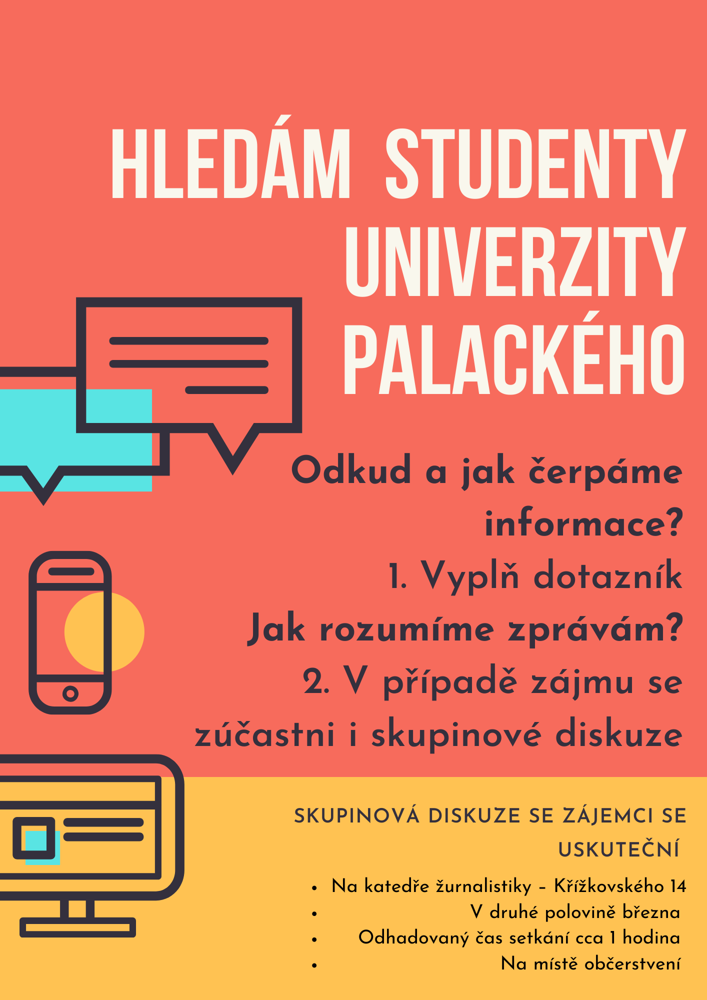 HLEDÁM STUDENTY
UNIVERZITY
PALACKÉHO
Odkud a jak čerpáme
informace?
1. Vyplň dotazník
Jak rozumíme zprávám?
2. V případě zájmu se
zúčastni i skupinové diskuze
SKUPINOVÁ DISKUZE SE ZÁJEMCI SE
USKUTEČNÍ
• Na katedře žurnalistiky – Křížkovského 14
• V druhé polovině března
• Odhadovaný čas setkání cca 1 hodina
• Na místě občerstvení